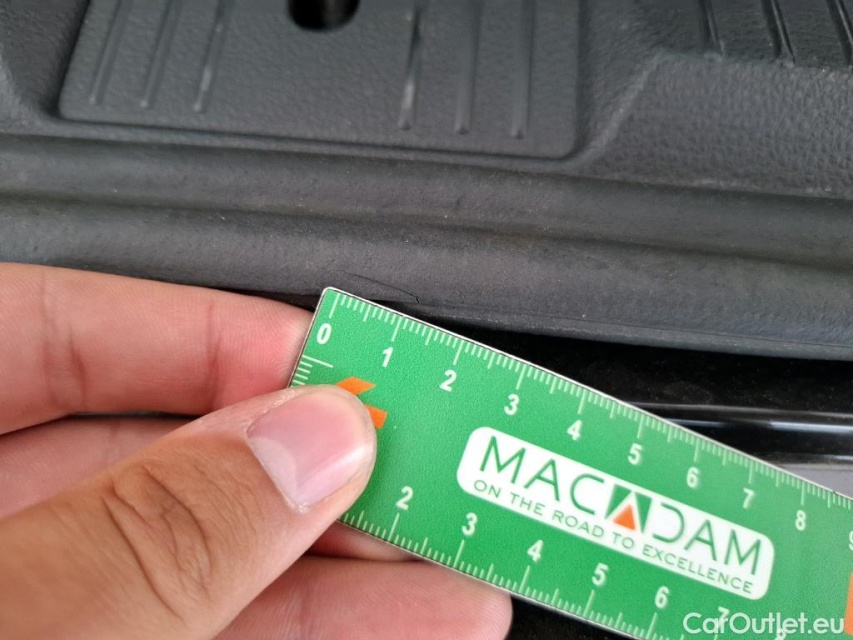 0 1 2 3 4 5 6 7 8
MACADAM
ON THE ROAD TO EXCELLENCE
2 3 4 5 6 7
CarOutlet.eu